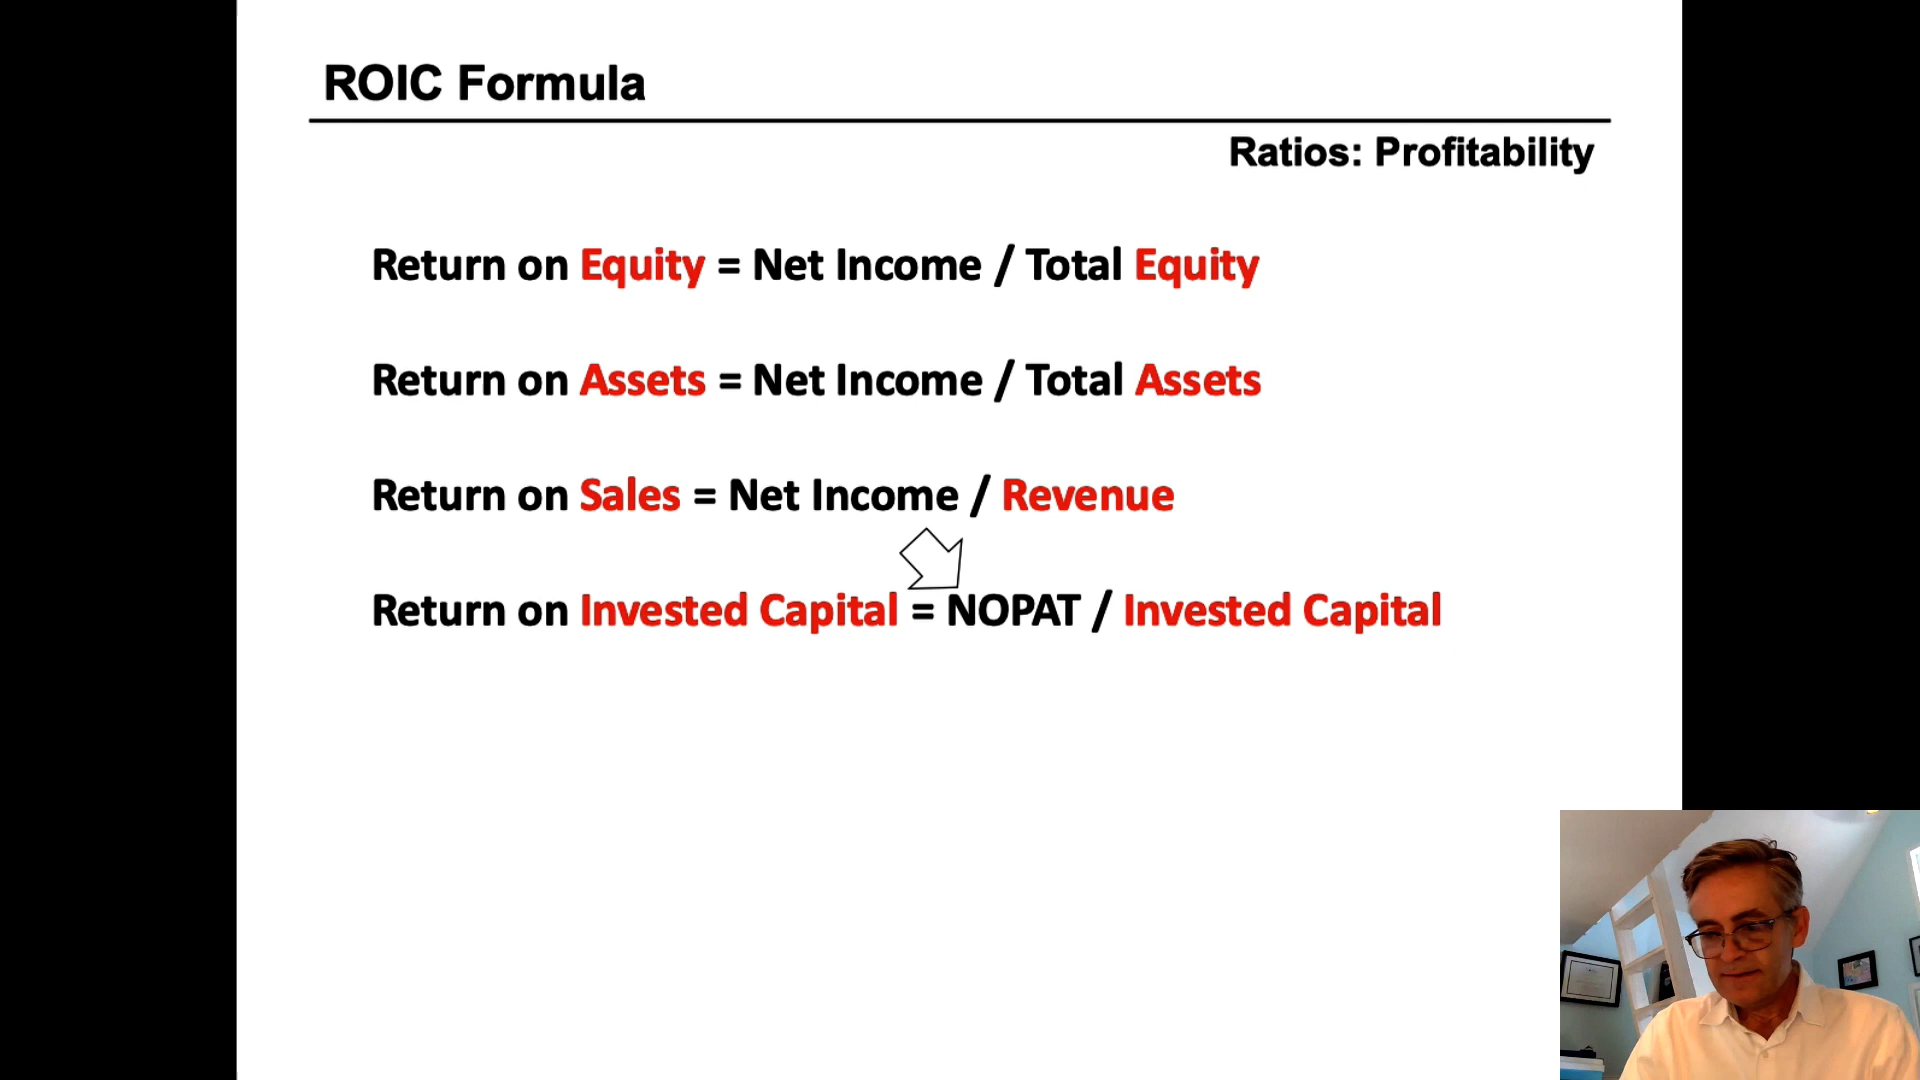 ROIC Formula
Ratios: Profitability
Return on Equity = Net Income / Total Equity
Return on Assets = Net Income / Total Assets
Return on Sales = Net Income / Revenue
Return on Invested Capital = NOPAT / Invested Capital